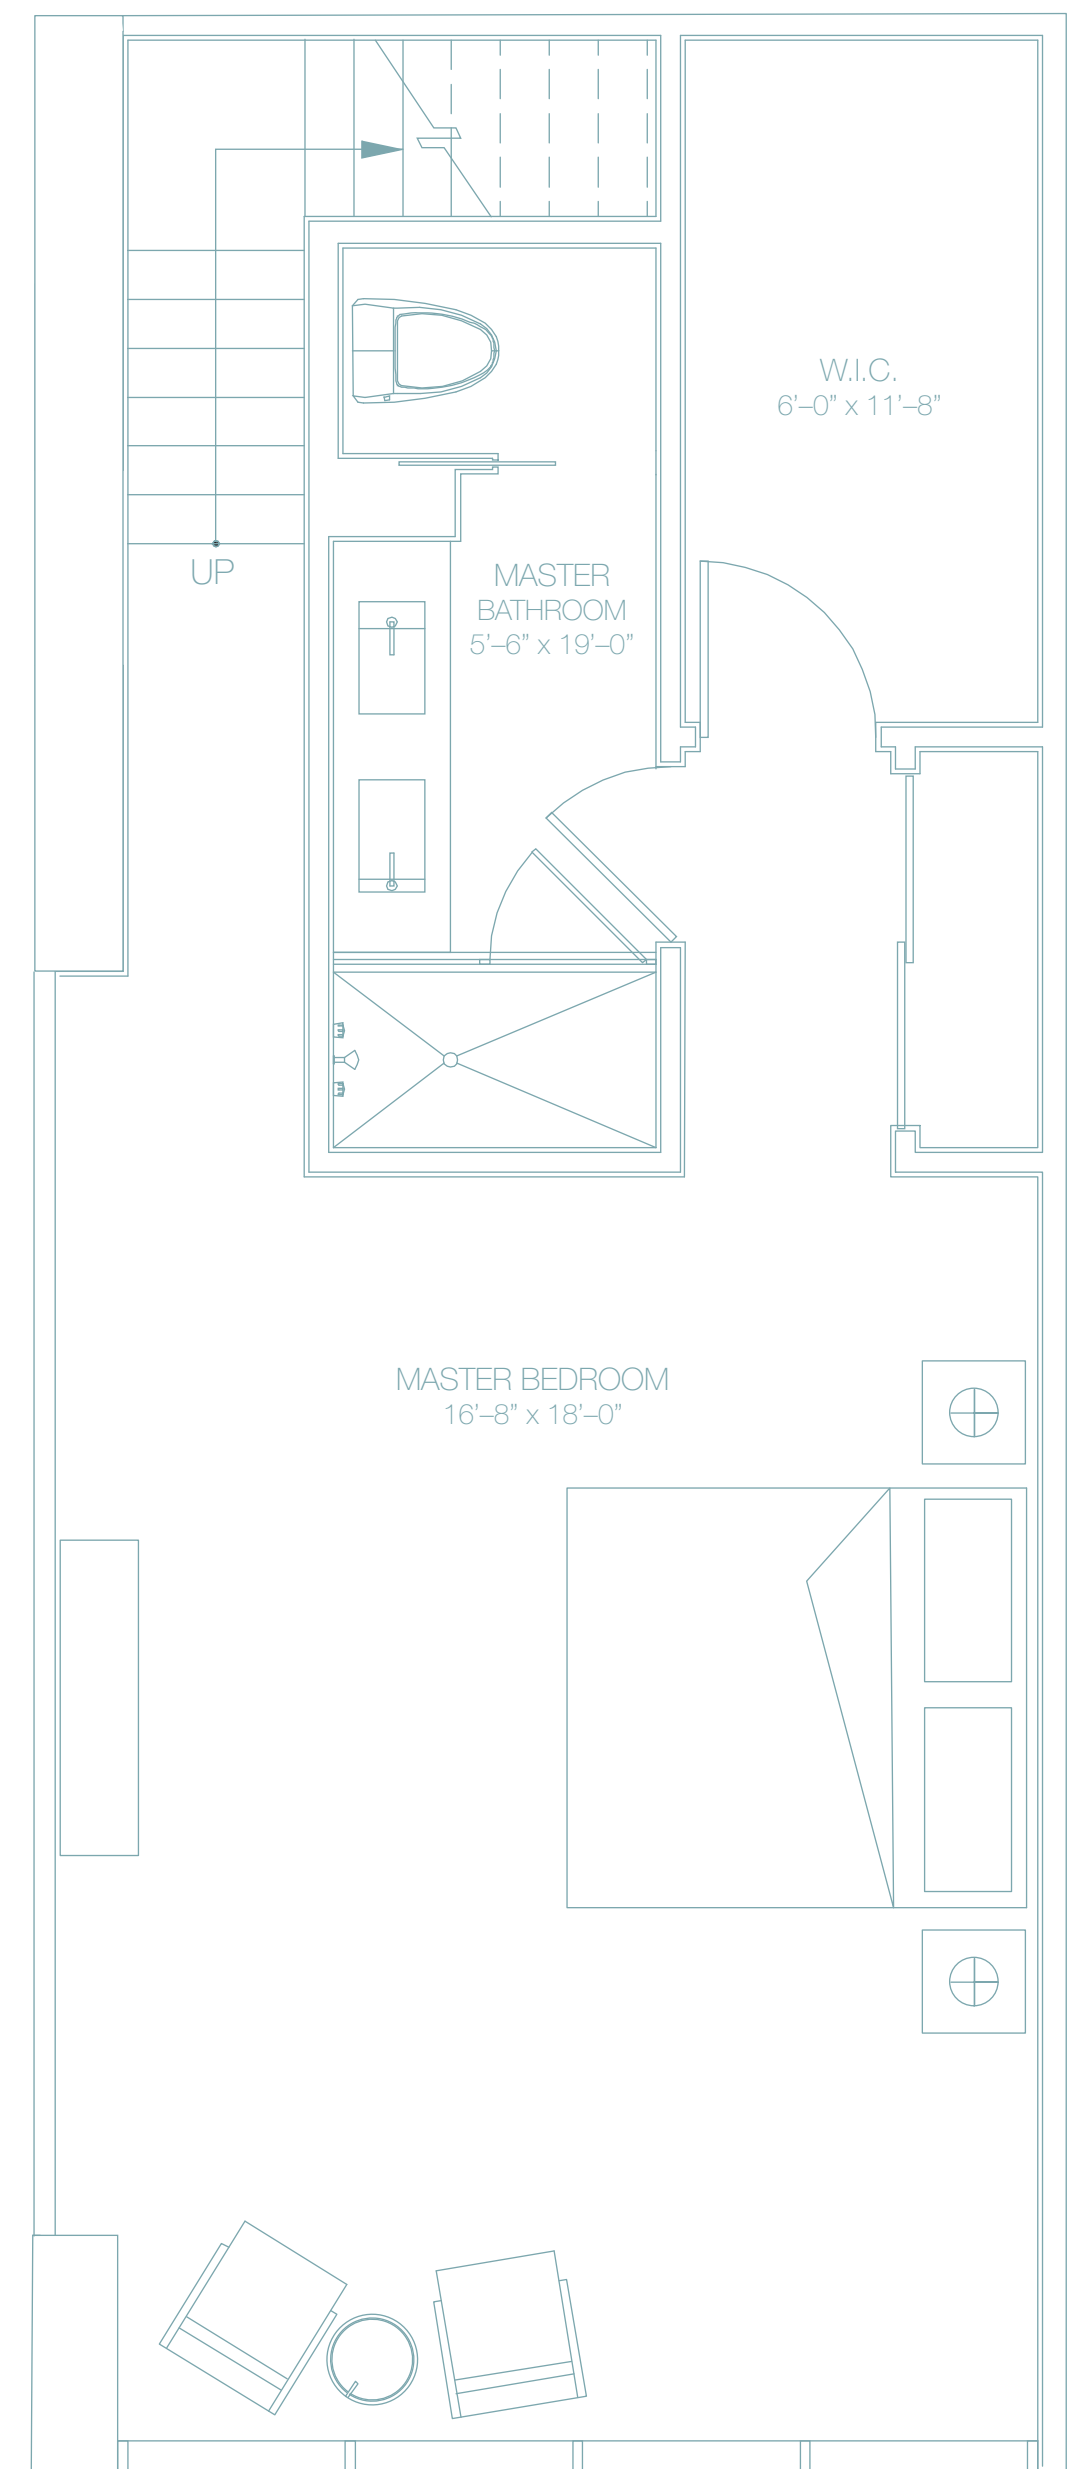 W.I.C.
6’–0” x 11’–8”
UP
MASTER
BATHROOM
5’–6” x 19’–0”
MASTER BEDROOM
16’–8” x 18’–0”